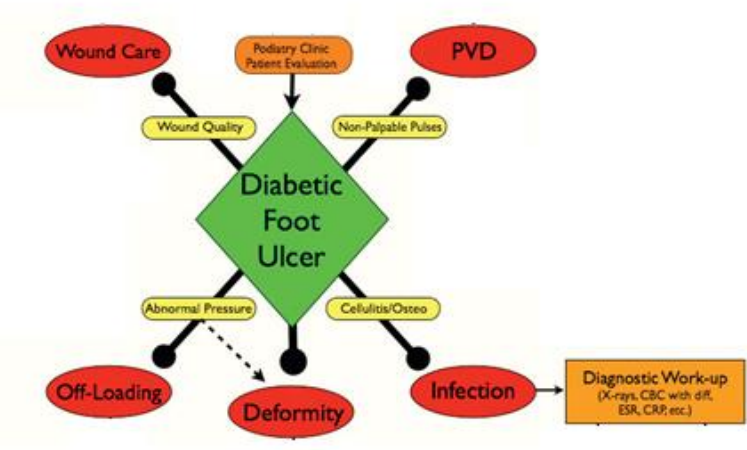 Wound Care
Podiatry Clinic
Patient Evaluation
PVD
Wound Quality
Non-Palpable Pulses
Diabetic
Foot
Ulcer
Abnormal Pressure
Cellulitis/Osteo
Off-Loading
Deformity
Infection
Diagnostic Work-up
(X-rays, CBC with diff,
ESR, CRP, etc.)